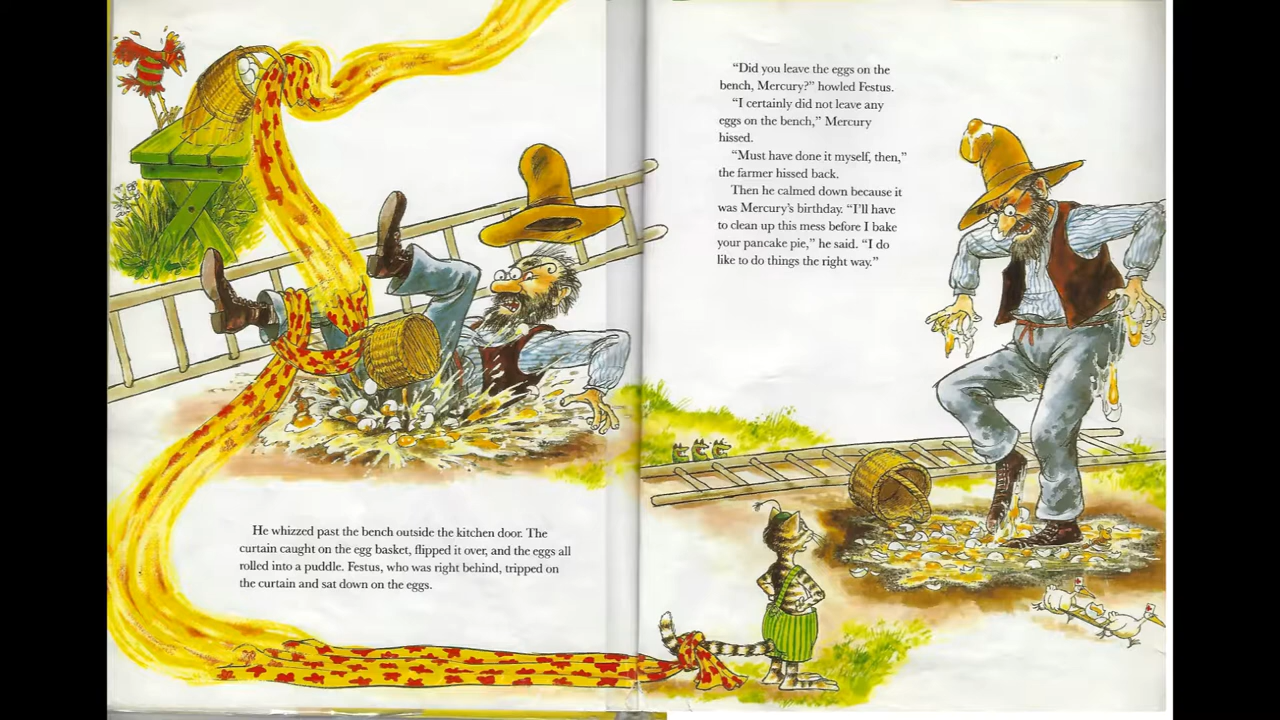 He whizzed past the bench outside the kitchen door. The
curtain caught on the egg basket, flipped it over, and the eggs all
rolled into a puddle. Festus, who was right behind, tripped on
the curtain and sat down on the eggs.
“Did you leave the eggs on the
bench, Mercury?” howled Festus.
“I certainly did not leave any
eggs on the bench,” Mercury
hissed.
“Must have done it myself, then,”
the farmer hissed back.
Then he calmed down because it
was Mercury’s birthday. “I’ll have
to clean up this mess before I bake
your pancake pie,” he said. “I do
like to do things the right way.”